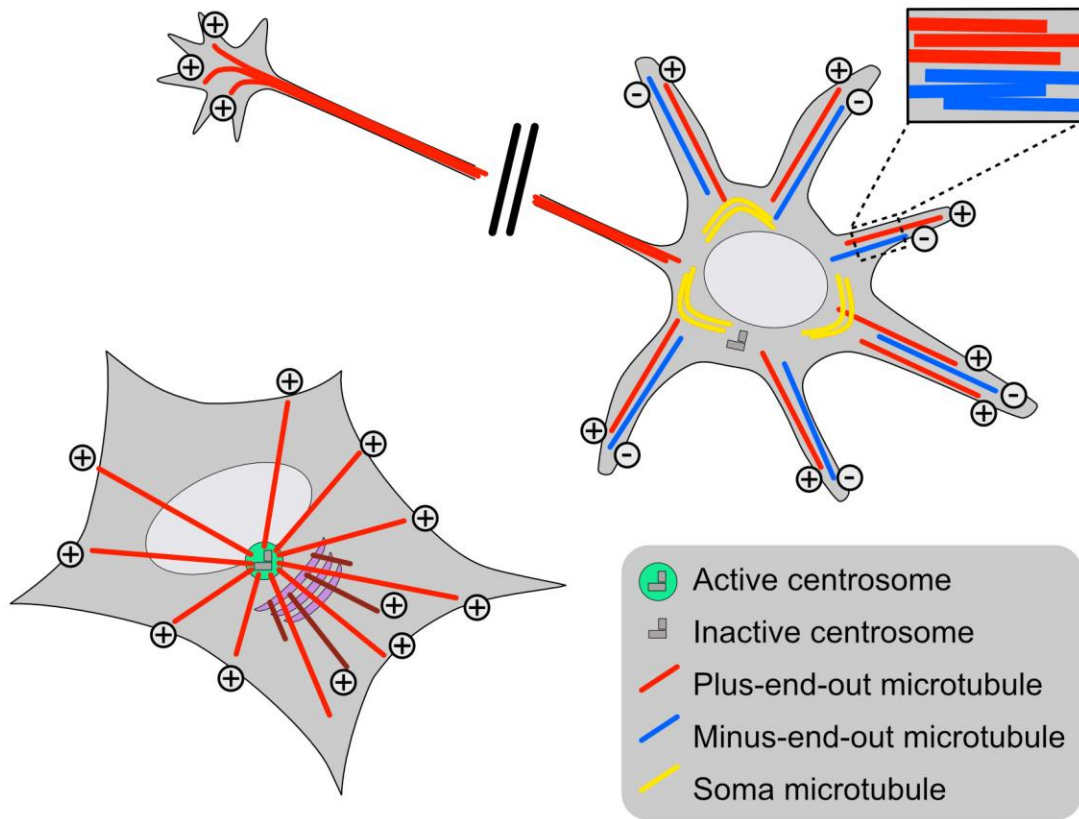 Active centrosome
Inactive centrosome
Plus-end-out microtubule
Minus-end-out microtubule
Soma microtubule